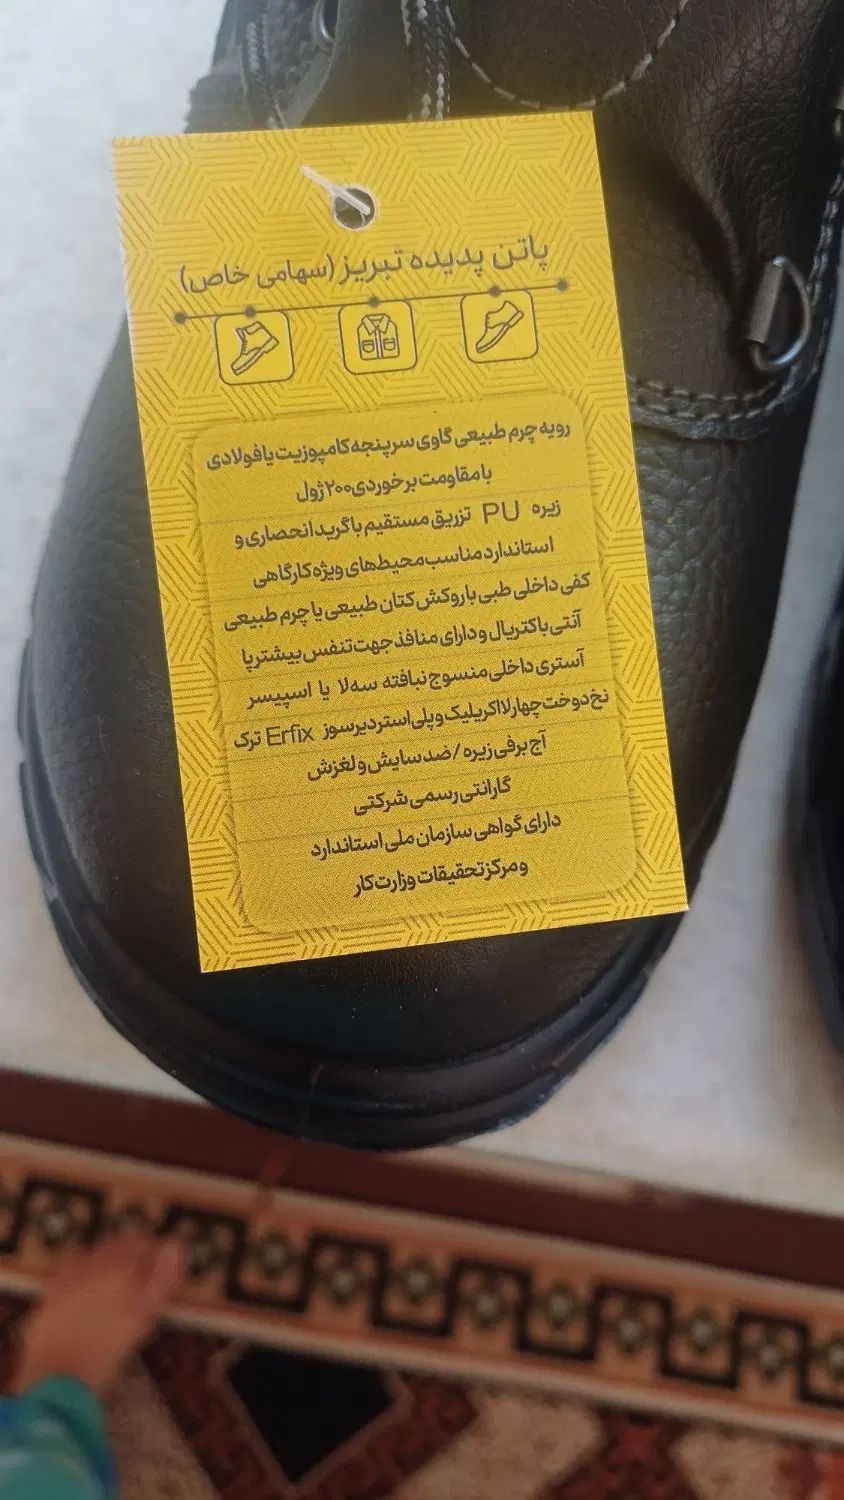 پاتن پدیده تبریز (سهامی خاص)
رویه چرم طبیعی گاوی سرپنجه کامپوزیت یا فولادی
با مقاومت برخوردی ۲۰۰ ژول
زیره PU تزریق مستقیم با گرید انحصاری و
استاندارد مناسب محیط‌های ویژه کارگاهی
کفی داخلی طبی با روکش کتان طبیعی یا چرم طبیعی
آنتی باکتریال و دارای منافذ جهت تنفس بیشتر پا
آستری داخلی منسوج نبافته سه لا یا اسپیسر
نخ دوخت چهارلا اکریلیک و پلی استر دیرسوز Erfix ترک
آج برفی زیره / ضد سایش و لغزش
گارانتی رسمی شرکتی
دارای گواهی سازمان ملی استاندارد
و مرکز تحقیقات وزارت کار